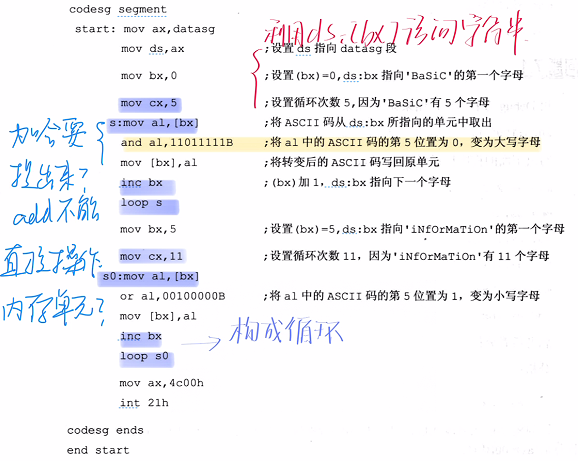 codesg segment
利用ds:[bx]访问字符串
start: mov ax,datasg
mov ds,ax ;设置 ds 指向 datasg 段
mov bx,0 ;设置(bx)=0,ds:bx 指向'BaSiC'的第一个字母
mov cx,5 ;设置循环次数 5,因为'BaSiC'有 5 个字母
s:mov al,[bx] ;将 ASCII 码从 ds:bx 所指向的单元中取出
and al,11011111B ;将 al 中的 ASCII 码的第 5 位置为 0，变为大写字母
mov [bx],al ;将转变后的 ASCII 码写回原单元
inc bx ;(bx)加 1，ds:bx 指向下一个字母
loop s
mov bx,5 ;设置(bx)=5,ds:bx 指向'iNfOrMaTiOn'的第一个字母
mov cx,11 ;设置循环次数 11，因为'iNfOrMaTiOn'有 11 个字母
s0:mov al,[bx]
or al,00100000B ;将 al 中的 ASCII 码的第 5 位置为 1，变为小写字母
mov [bx],al
inc bx → 构成循环
loop s0
mov ax,4c00h
int 21h
codesg ends
end start
要
提出来?
add不能
直接操作
内存单元?